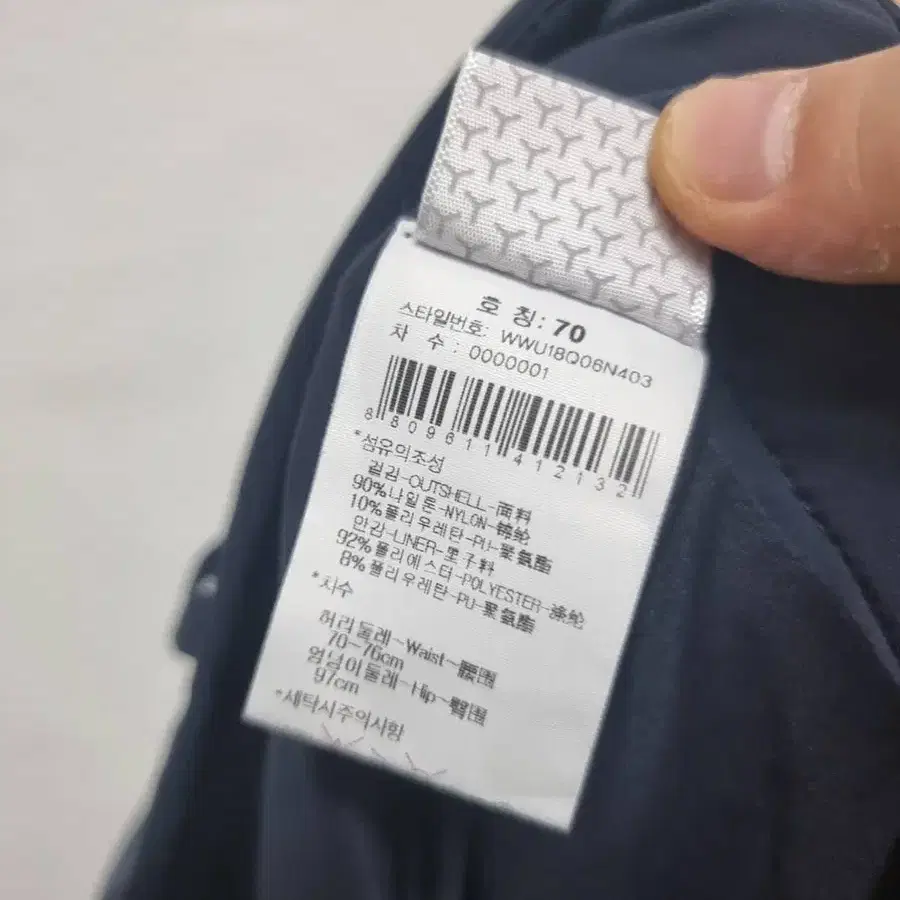 호 칭: 70
스타일번호: WWU18Q06N403
차 수 : 0000001
8809611412132
*섬유의조성
겉감-OUTSHELL-面料
90%나일론-NYLON-锦纶
10%폴리우레탄-PU-聚氨酯
안감-LINER-里子料
92%폴리에스타-POLYESTER-涤纶
8%폴리우레탄-PU-聚氨酯
*치수
허리둘레-Waist-腰围
70-76cm
엉덩이둘레-Hip-臀围
97cm
*세탁시주의사항